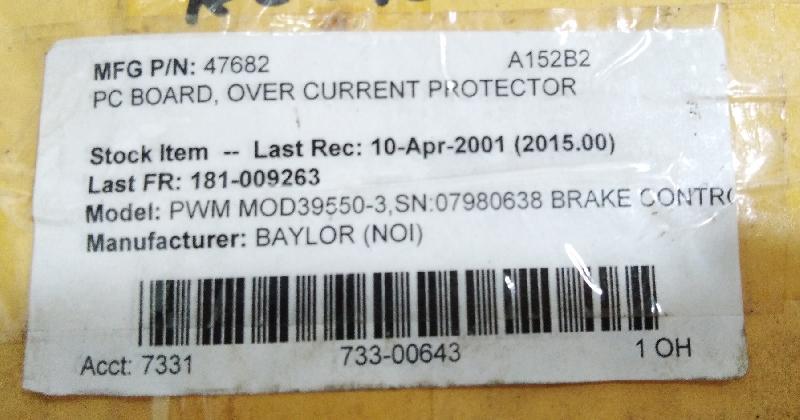 MFG P/N: 47682 A152B2
PC BOARD, OVER CURRENT PROTECTOR
Stock Item -- Last Rec: 10-Apr-2001 (2015.00)
Last FR: 181-009263
Model: PWM MOD39550-3,SN:07980638 BRAKE CONTR
Manufacturer: BAYLOR (NOI)
Acct: 7331 733-00643 1 OH